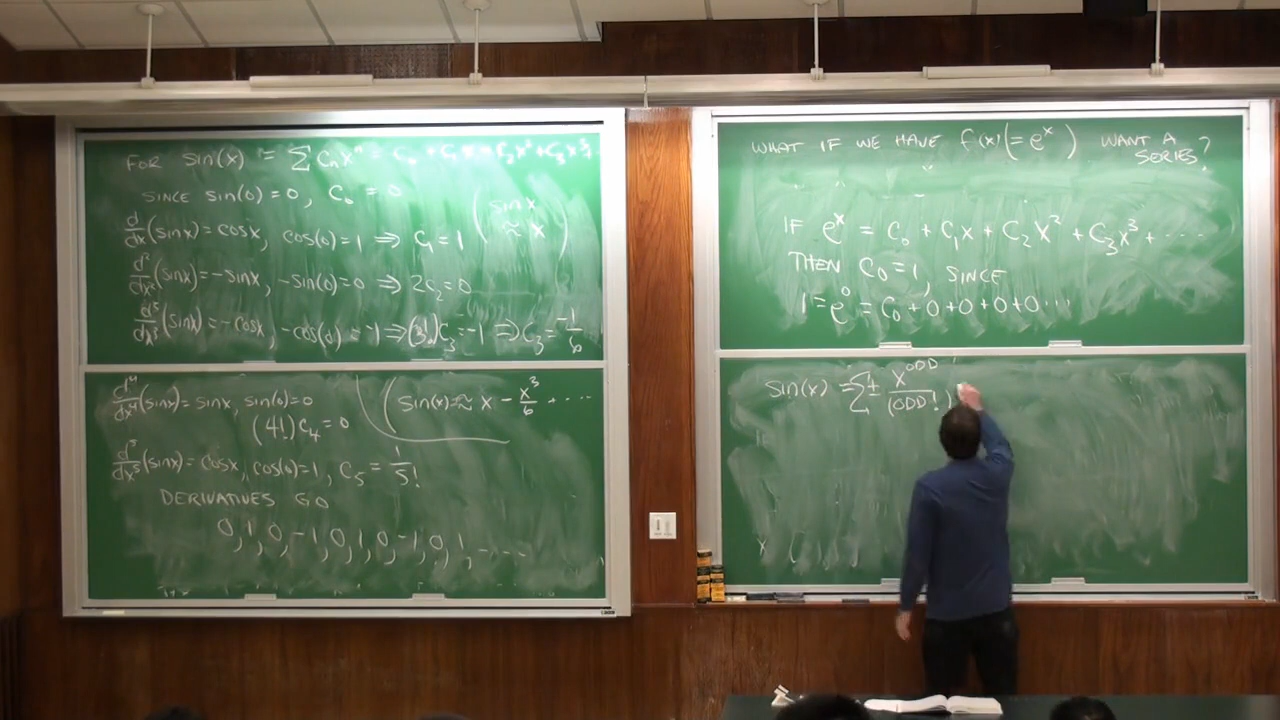 FOR sin(x) = Σ CₙXⁿ = C₀ + C₁X + C₂X² + C₃X³...
SINCE sin(0)=0, C₀ = 0
d/dx(sinx)=cosx, cos(0)=1 ⇒ C₁=1 (sinx ≈ x)
d²/dx²(sinx)=-sinx, -sin(0)=0 ⇒ 2C₂=0
d³/dx³(sinx)=-cosx, -cos(0)=-1 ⇒ (3!)C₃=-1 ⇒ C₃=-1/6
d⁴/dx⁴(sinx)=sinx, sin(0)=0 (sin(x)≈ x - x³/6 + ...
(4!)C₄=0
d⁵/dx⁵(sinx)=cosx, cos(0)=1, C₅=1/5!
DERIVATIVES GO
0, 1, 0, -1, 0, 1, 0, -1, 0, 1, ....
WHAT IF WE HAVE f(x)(=eˣ) WANT A
SERIES?
IF eˣ = C₀ + C₁X + C₂X² + C₃X³ + ....
THEN C₀=1, SINCE
1=e⁰=C₀+0+0+0+0...
Sin(x) = Σ ± X^ODD/(ODD!)